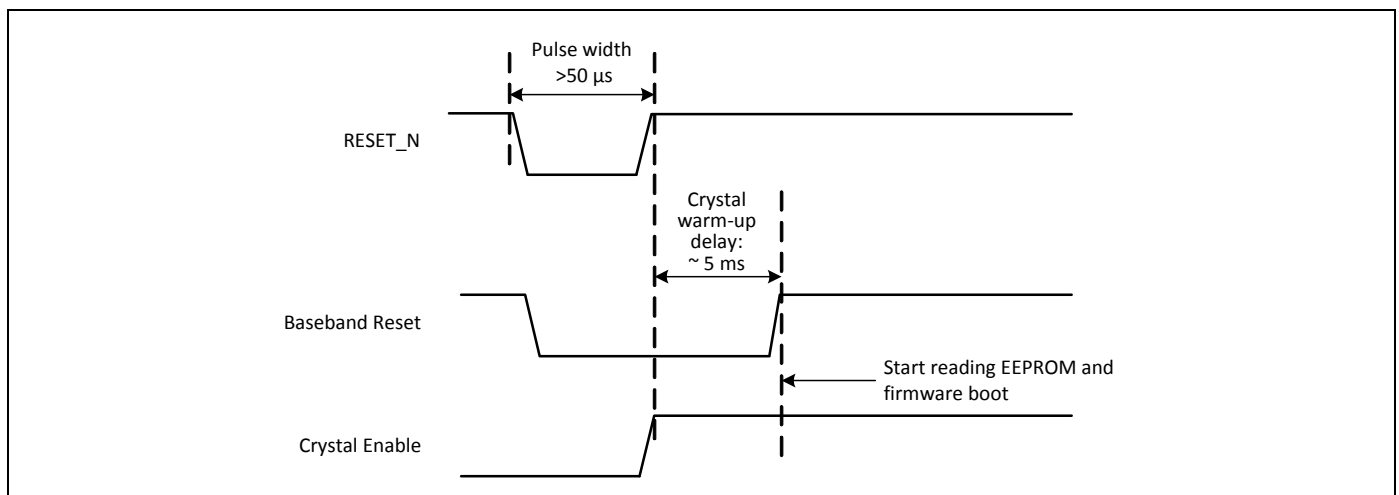 Pulse width
>50 µs
RESET_N
Crystal
warm-up
delay:
~ 5 ms
Baseband Reset
Start reading EEPROM and
firmware boot
Crystal Enable